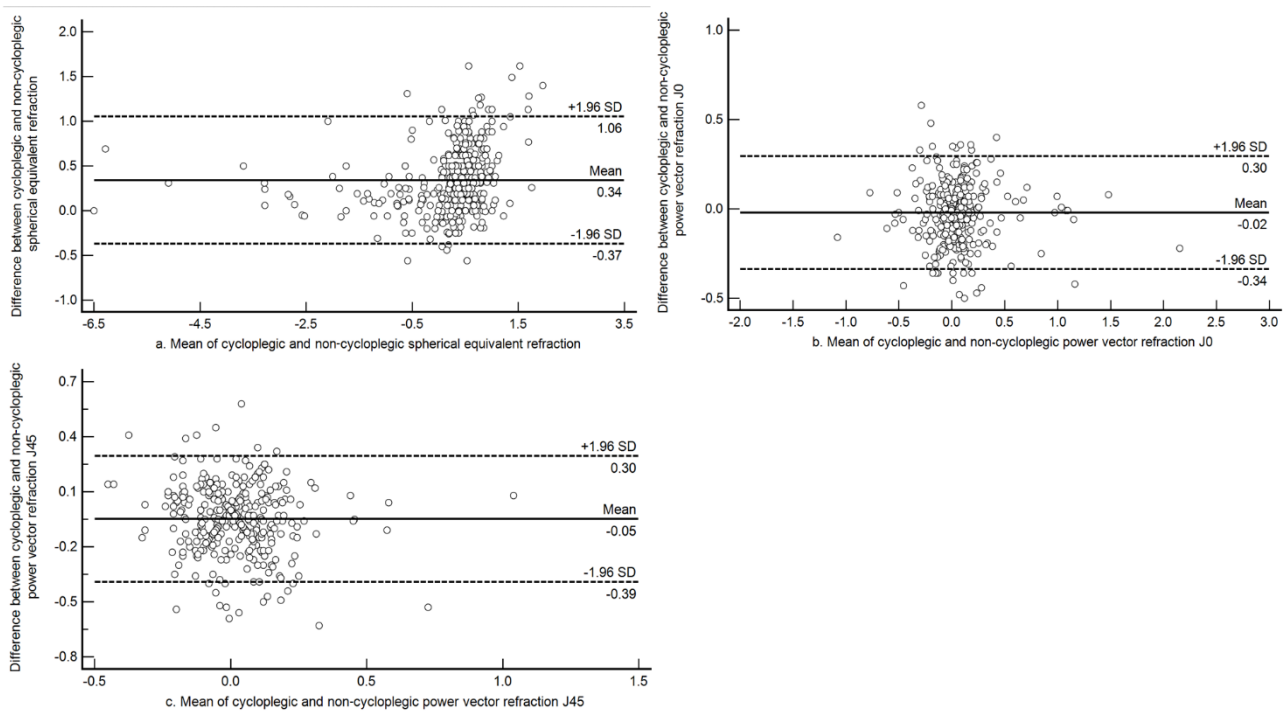 Difference between cycloplegic and non-cycloplegic
spherical equivalent refraction
2.0
1.5
1.0
0.5
0.0
-0.5
-1.0
+1.96 SD
1.06
Mean
0.34
-1.96 SD
-0.37
-6.5 -4.5 -2.5 -0.5 1.5 3.5
a. Mean of cycloplegic and non-cycloplegic spherical equivalent refraction
Difference between cycloplegic and non-cycloplegic
power vector refraction J0
1.0
0.5
0.0
-0.5
+1.96 SD
0.30
Mean
-0.02
-1.96 SD
-0.34
-2.0 -1.5 -1.0 -0.5 0.0 0.5 1.0 1.5 2.0 2.5 3.0
b. Mean of cycloplegic and non-cycloplegic power vector refraction J0
Difference between cycloplegic and non-cycloplegic
power vector refraction J45
0.7
0.4
0.1
-0.2
-0.5
-0.8
+1.96 SD
0.30
Mean
-0.05
-1.96 SD
-0.39
-0.5 0.0 0.5 1.0 1.5
c. Mean of cycloplegic and non-cycloplegic power vector refraction J45